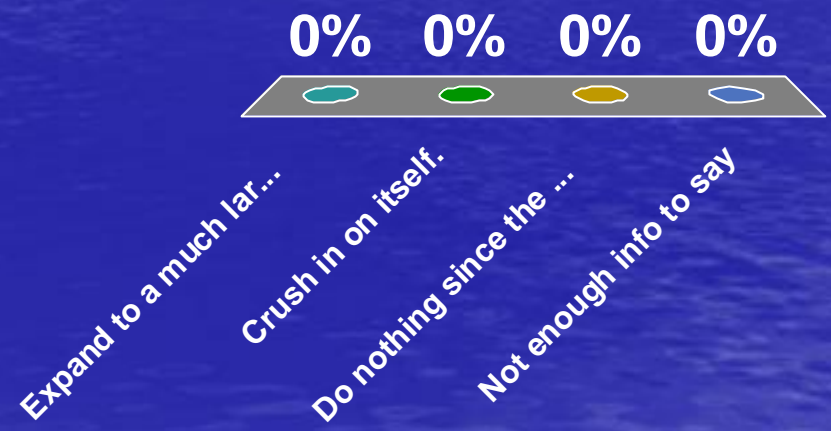 0% 0% 0% 0%
Expand to a much lar...
Crush in on itself.
Do nothing since the ...
Not enough info to say